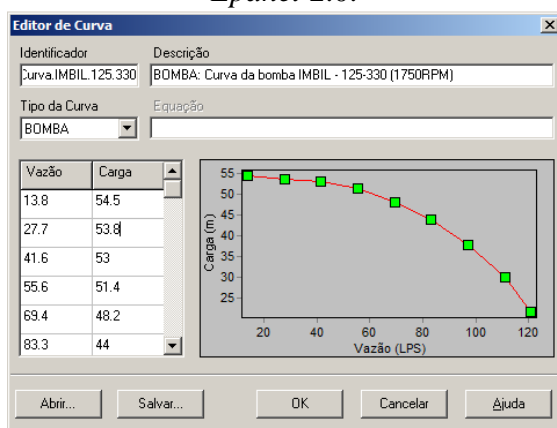 Epanet 2.0.
Editor de Curva
Identificador Descrição
Curva.IMBIL.125.330 BOMBA: Curva da bomba IMBIL - 125-330 (1750RPM)
Tipo da Curva Equação
BOMBA
Vazão Carga
13.8 54.5
27.7 53.8
41.6 53
55.6 51.4
69.4 48.2
83.3 44
55
50
45
40
35
30
25
Carga (m)
20 40 60 80 100 120
Vazão (LPS)
Abrir... Salvar... OK Cancelar Ajuda